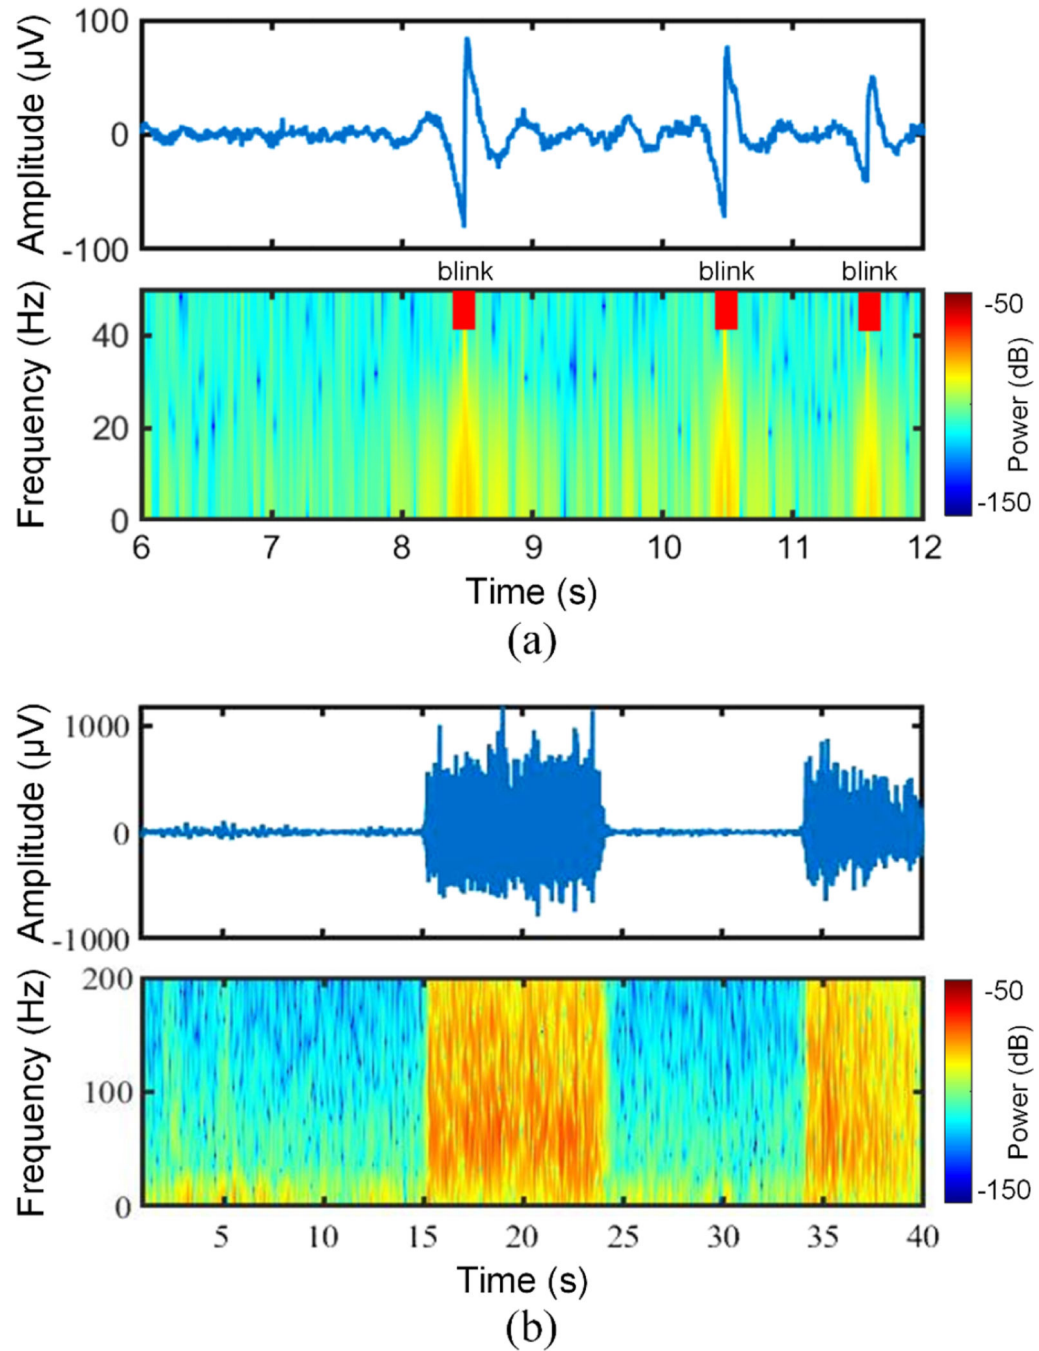 Amplitude (µV)
100
0
-100
blink blink blink
Frequency (Hz)
40
20
0
6 7 8 9 10 11 12
Time (s)
-50
Power (dB)
-150
(a)
Amplitude (µV)
1000
0
-1000
Frequency (Hz)
200
100
0
5 10 15 20 25 30 35 40
Time (s)
-50
Power (dB)
-150
(b)